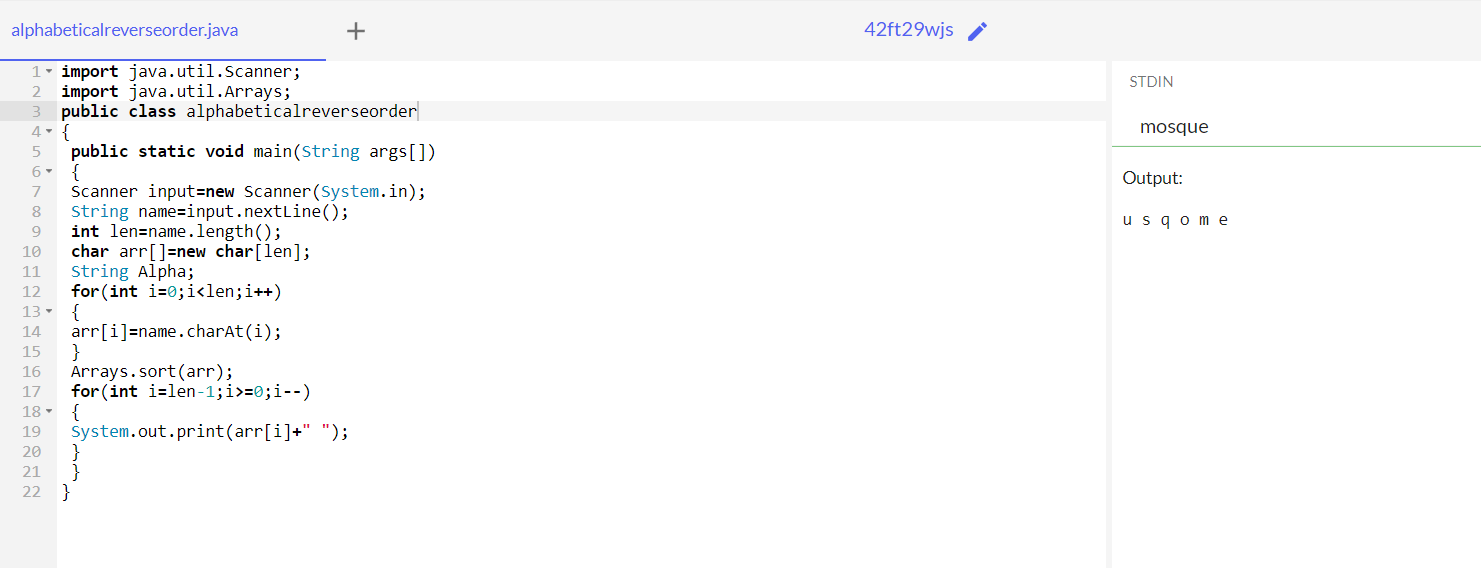 alphabeticalreverseorder.java +
42ft29wjs
1 import java.util.Scanner;
2 import java.util.Arrays;
3 public class alphabeticalreverseorder
4 {
5 public static void main(String args[])
6 {
7 Scanner input=new Scanner(System.in);
8 String name=input.nextLine();
9 int len=name.length();
10 char arr[]=new char[len];
11 String Alpha;
12 for(int i=0;i<len;i++)
13 {
14 arr[i]=name.charAt(i);
15 }
16 Arrays.sort(arr);
17 for(int i=len-1;i>=0;i--)
18 {
19 System.out.print(arr[i]+" ");
20 }
21 }
22 }
STDIN
mosque
Output:
u s q o m e